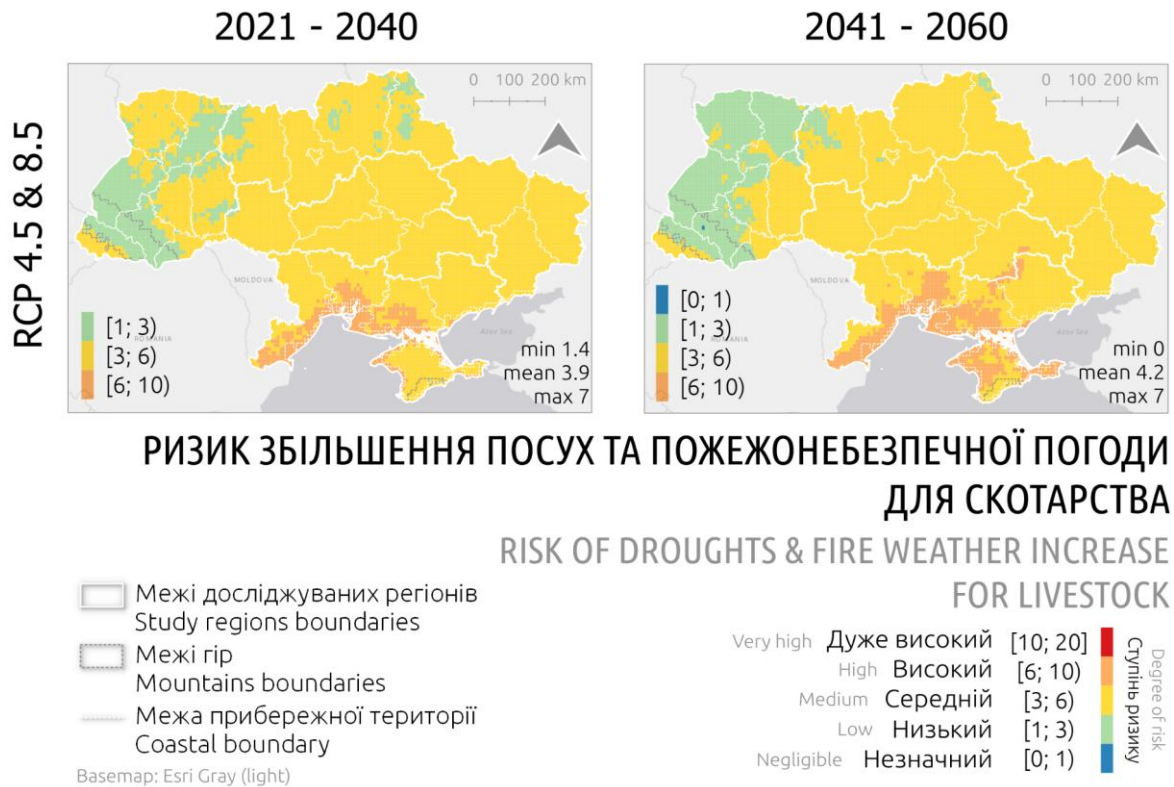 2021 - 2040
2041 - 2060
RCP 4.5 & 8.5
0 100 200 km
MOLDOVA
ROMANIA
Azov Sea
[1; 3)
[3; 6)
[6; 10)
min 1.4
mean 3.9
max 7
0 100 200 km
MOLDOVA
ROMANIA
Azov Sea
[0; 1)
[1; 3)
[3; 6)
[6; 10)
min 0
mean 4.2
max 7
РИЗИК ЗБІЛЬШЕННЯ ПОСУХ ТА ПОЖЕЖОНЕБЕЗПЕЧНОЇ ПОГОДИ
ДЛЯ СКОТАРСТВА
RISK OF DROUGHTS & FIRE WEATHER INCREASE
FOR LIVESTOCK
Межі досліджуваних регіонів
Study regions boundaries
Межі гір
Mountains boundaries
Межа прибережної території
Coastal boundary
Basemap: Esri Gray (light)
Very high Дуже високий [10; 20]
High Високий [6; 10)
Medium Середній [3; 6)
Low Низький [1; 3)
Negligible Незначний [0; 1)
Ступінь ризику
Degree of risk